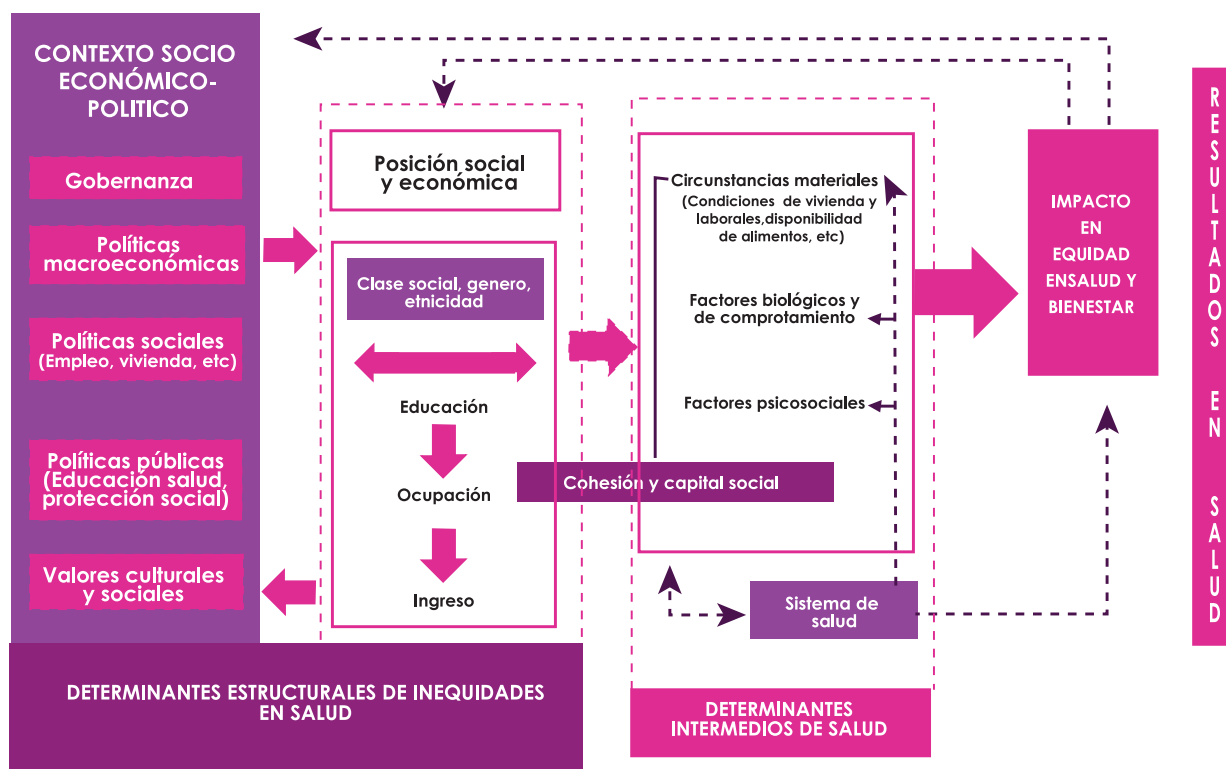 CONTEXTO SOCIO
ECONÓMICO-
POLITICO
Gobernanza
Políticas
macroeconómicas
Políticas sociales
(Empleo, vivienda, etc)
Políticas públicas
(Educación salud,
protección social)
Valores culturales
y sociales
DETERMINANTES ESTRUCTURALES DE INEQUIDADES
EN SALUD
Posición social
y económica
Clase social, genero,
etnicidad
Educación
Ocupación
Ingreso
Cohesión y capital social
Circunstancias materiales
(Condiciones de vivienda y
laborales,disponibilidad
de alimentos, etc)
Factores biológicos y
de comprotamiento
Factores psicosociales
Sistema de
salud
DETERMINANTES
INTERMEDIOS DE SALUD
IMPACTO
EN
EQUIDAD
ENSALUD Y
BIENESTAR
RESULTADOS EN SALUD